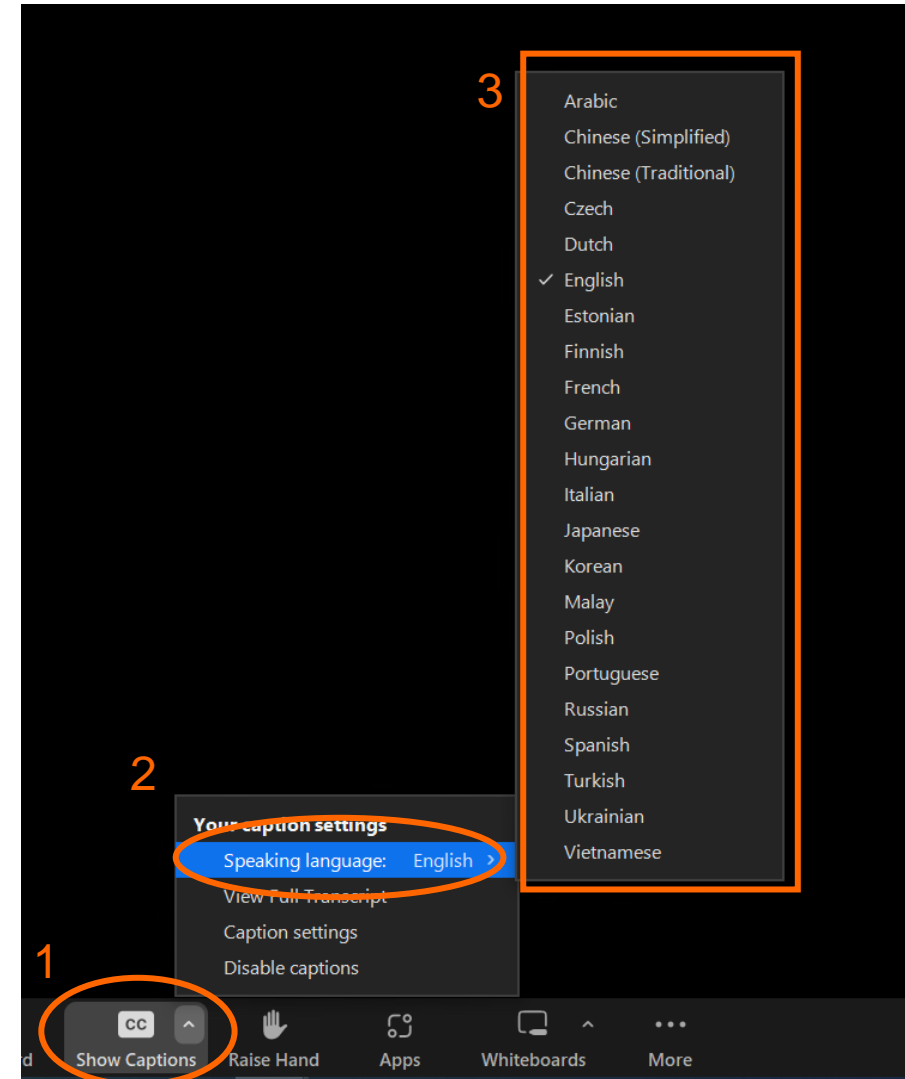 3
Arabic
Chinese (Simplified)
Chinese (Traditional)
Czech
Dutch
English
Estonian
Finnish
French
German
Hungarian
Italian
Japanese
Korean
Malay
Polish
Portuguese
Russian
Spanish
Turkish
Ukrainian
Vietnamese
2
Your caption settings
Speaking language: English
View Full Transcript
Caption settings
Disable captions
1
CC
Show Captions Raise Hand Apps Whiteboards More